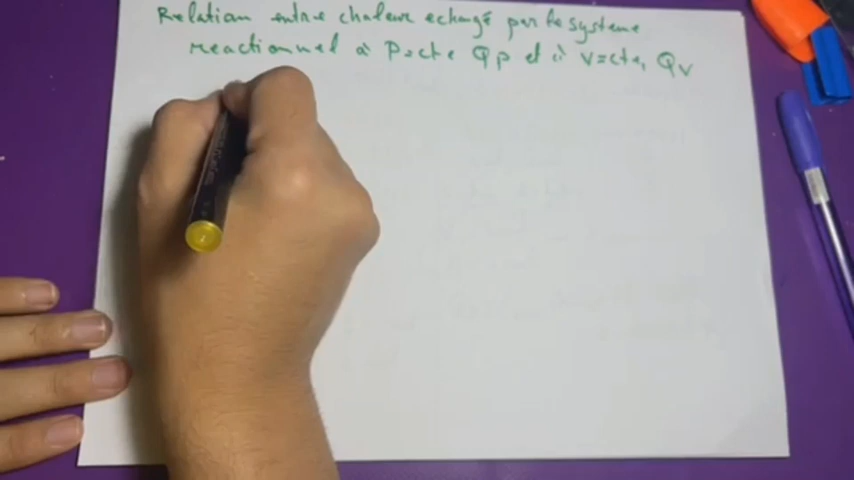 Relation entre chaleur echangé par le systeme
reactionnel à P=cte Qp et à V=cte, Qv